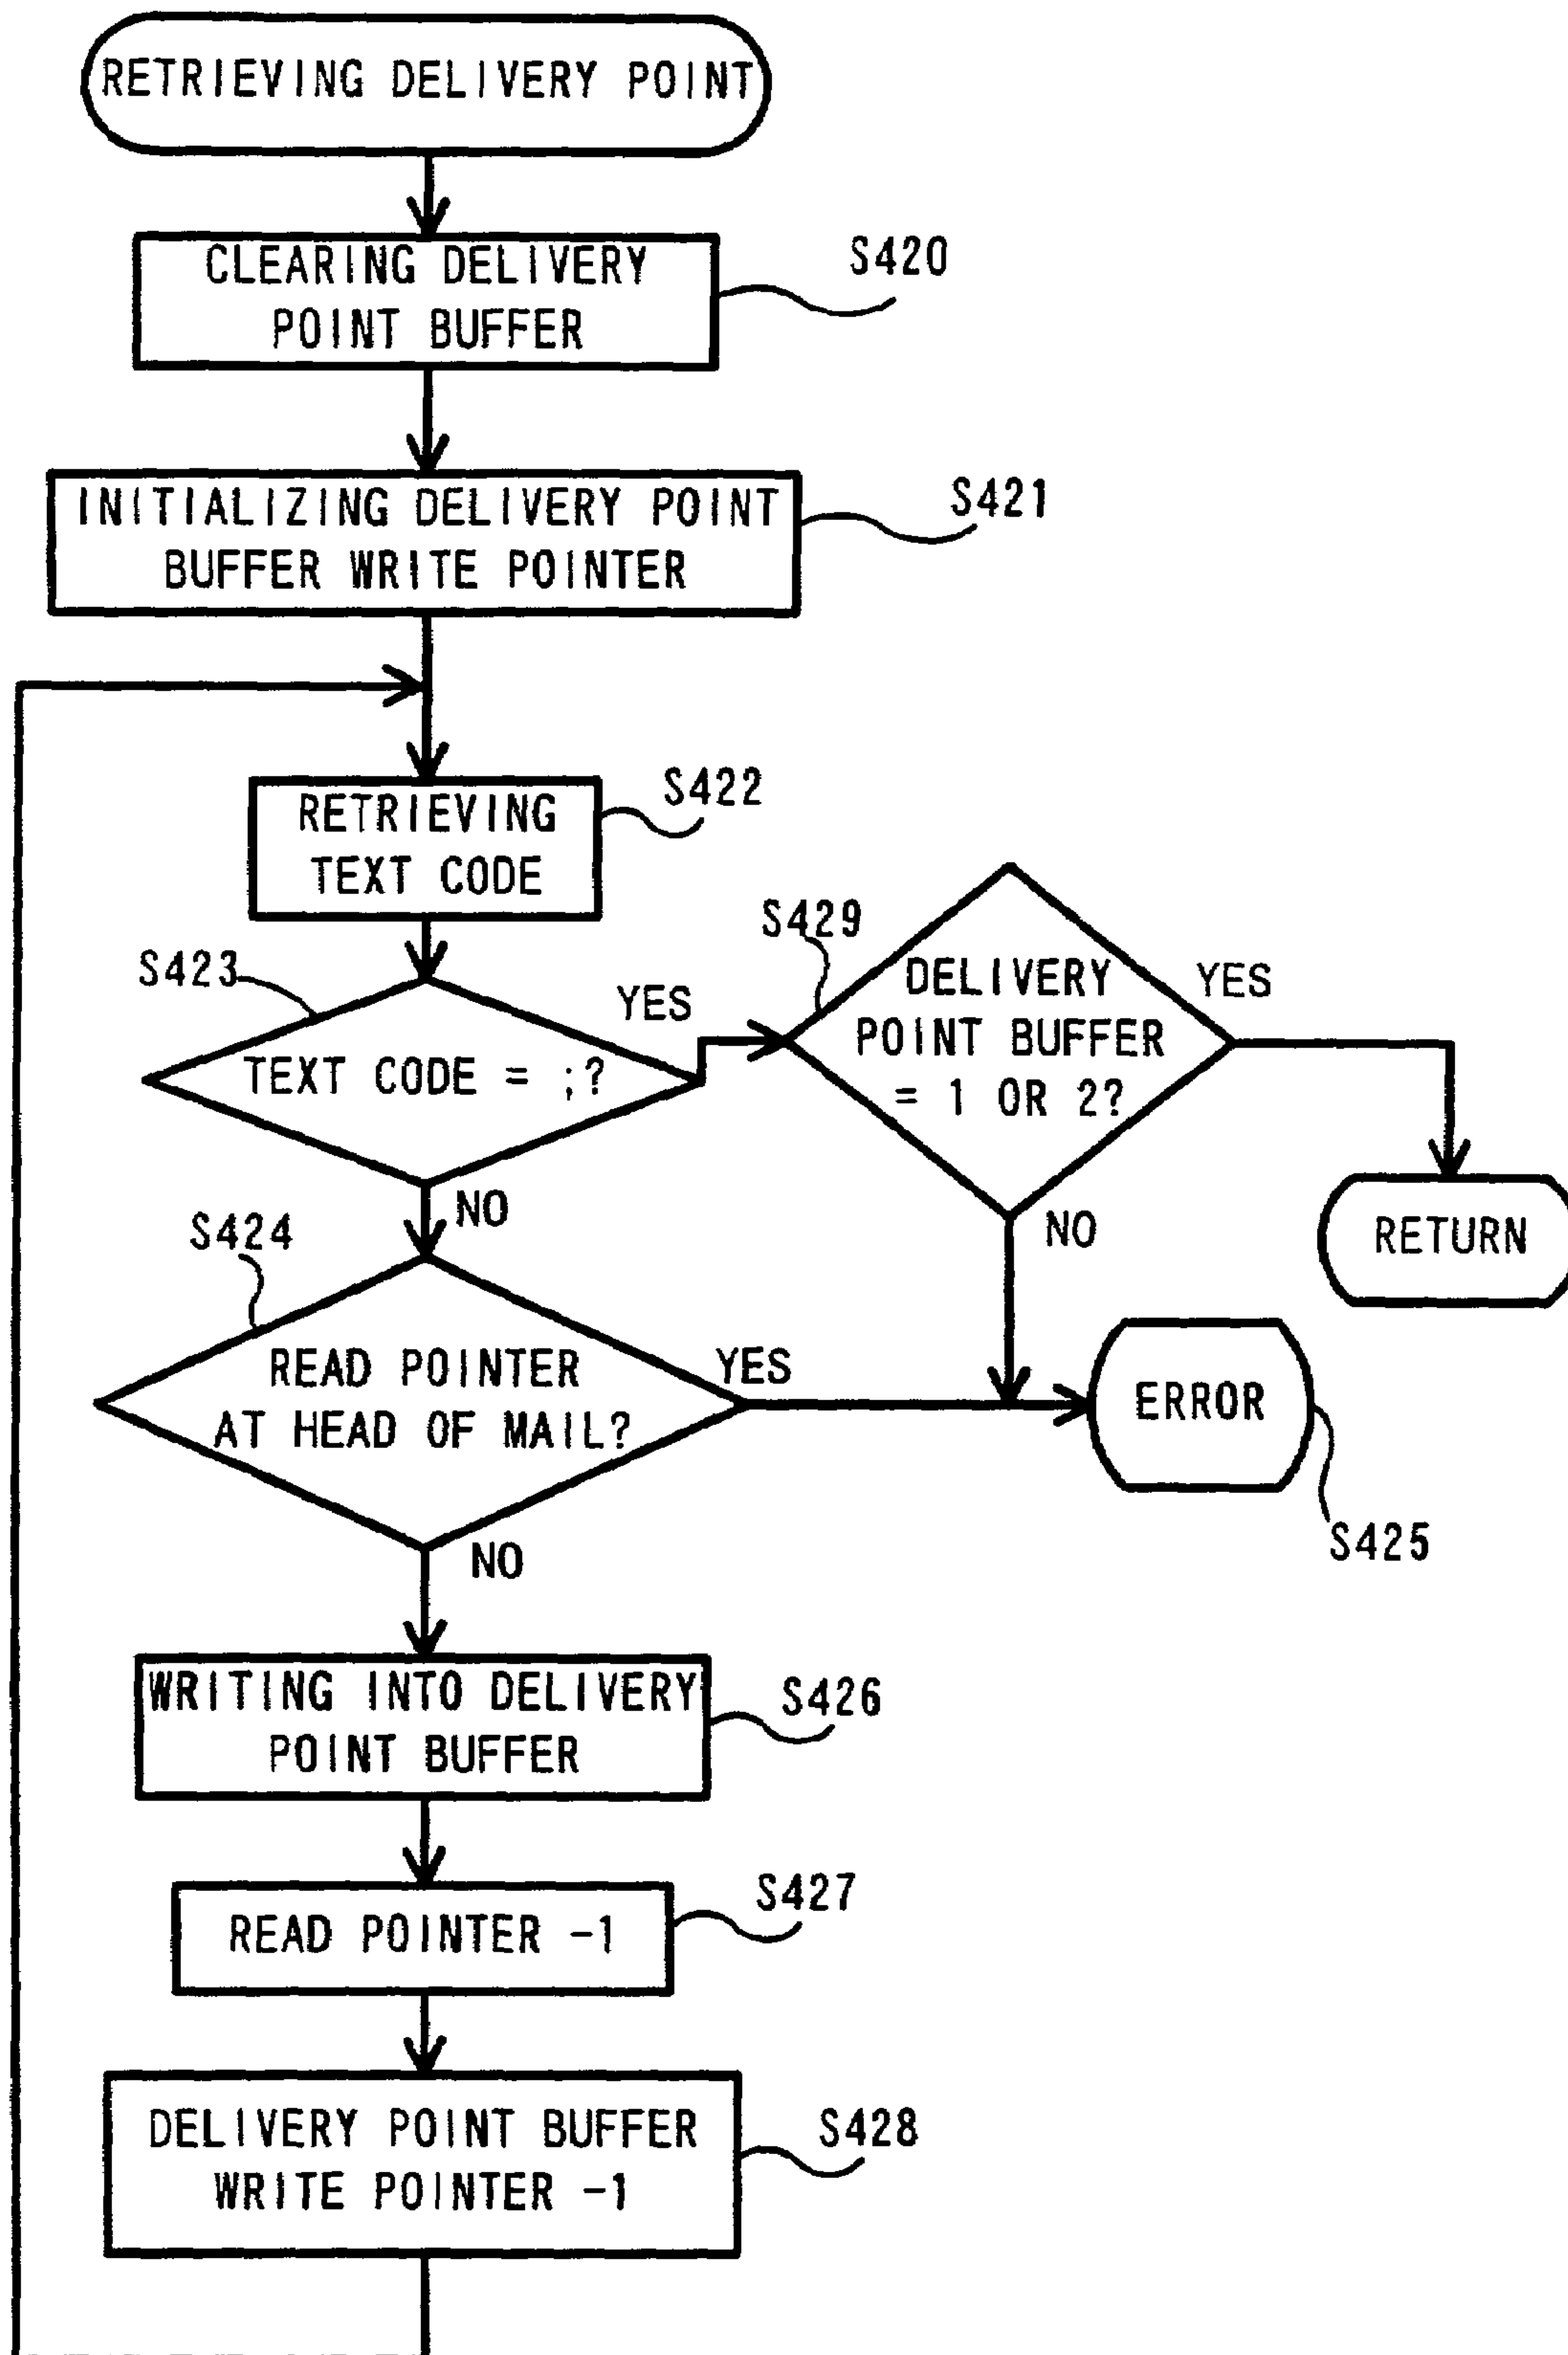 RETRIEVING DELIVERY POINT
CLEARING DELIVERY
POINT BUFFER
S420
INITIALIZING DELIVERY POINT
BUFFER WRITE POINTER
S421
RETRIEVING
TEXT CODE
S422
S423
TEXT CODE = ;?
YES
NO
S429
DELIVERY
POINT BUFFER
= 1 OR 2?
YES
NO
RETURN
S424
READ POINTER
AT HEAD OF MAIL?
YES
NO
ERROR
S425
WRITING INTO DELIVERY
POINT BUFFER
S426
READ POINTER -1
S427
DELIVERY POINT BUFFER
WRITE POINTER -1
S428